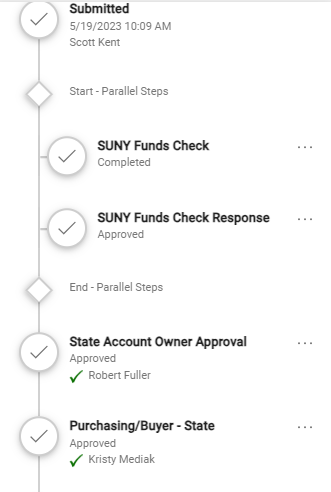 Submitted
5/19/2023 10:09 AM
Scott Kent
Start - Parallel Steps
SUNY Funds Check
Completed
SUNY Funds Check Response
Approved
End - Parallel Steps
State Account Owner Approval
Approved
Robert Fuller
Purchasing/Buyer - State
Approved
Kristy Mediak